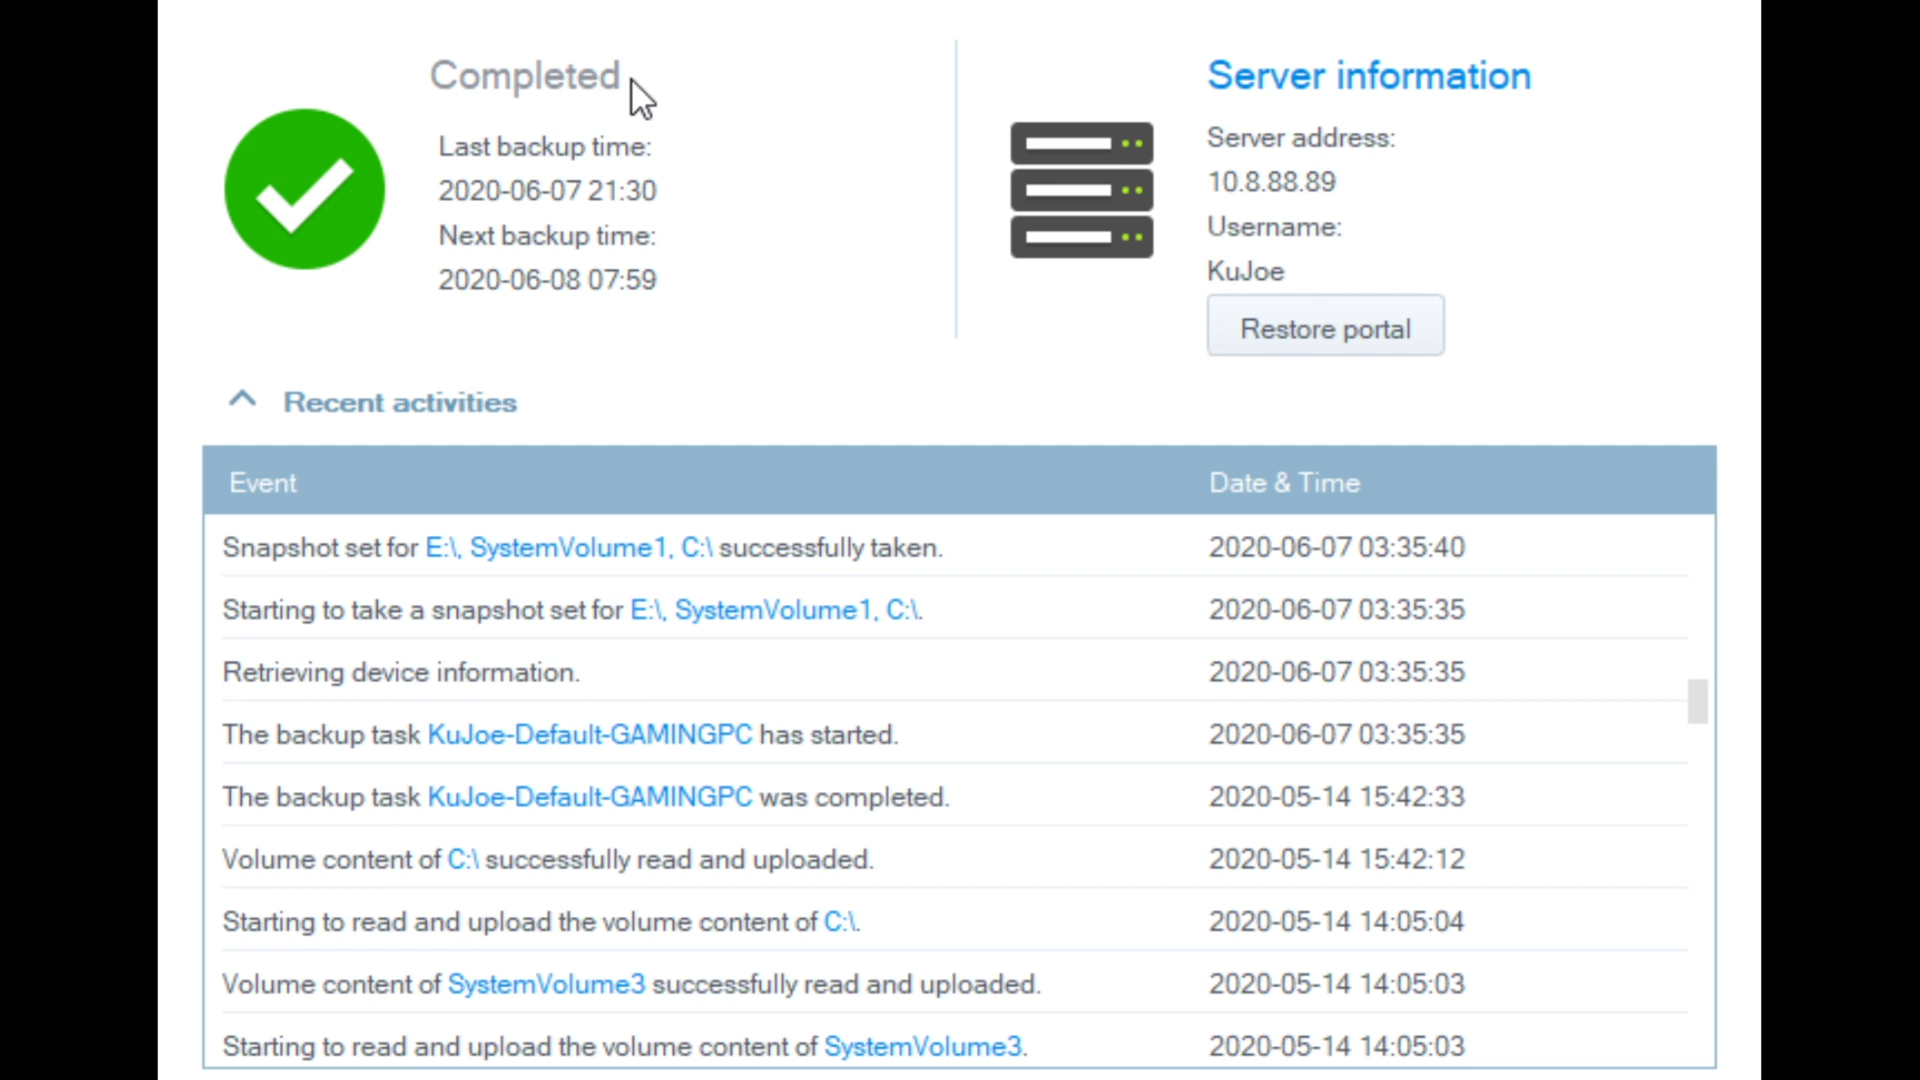 Completed
Last backup time:
2020-06-07 21:30
Next backup time:
2020-06-08 07:59
Server information
Server address:
10.8.88.89
Username:
KuJoe
Restore portal
Recent activities
Event Date & Time
Snapshot set for E:\, SystemVolume1, C:\ successfully taken. 2020-06-07 03:35:40
Starting to take a snapshot set for E:\, SystemVolume1, C:\. 2020-06-07 03:35:35
Retrieving device information. 2020-06-07 03:35:35
The backup task KuJoe-Default-GAMINGPC has started. 2020-06-07 03:35:35
The backup task KuJoe-Default-GAMINGPC was completed. 2020-05-14 15:42:33
Volume content of C:\ successfully read and uploaded. 2020-05-14 15:42:12
Starting to read and upload the volume content of C:\. 2020-05-14 14:05:04
Volume content of SystemVolume3 successfully read and uploaded. 2020-05-14 14:05:03
Starting to read and upload the volume content of SystemVolume3. 2020-05-14 14:05:03